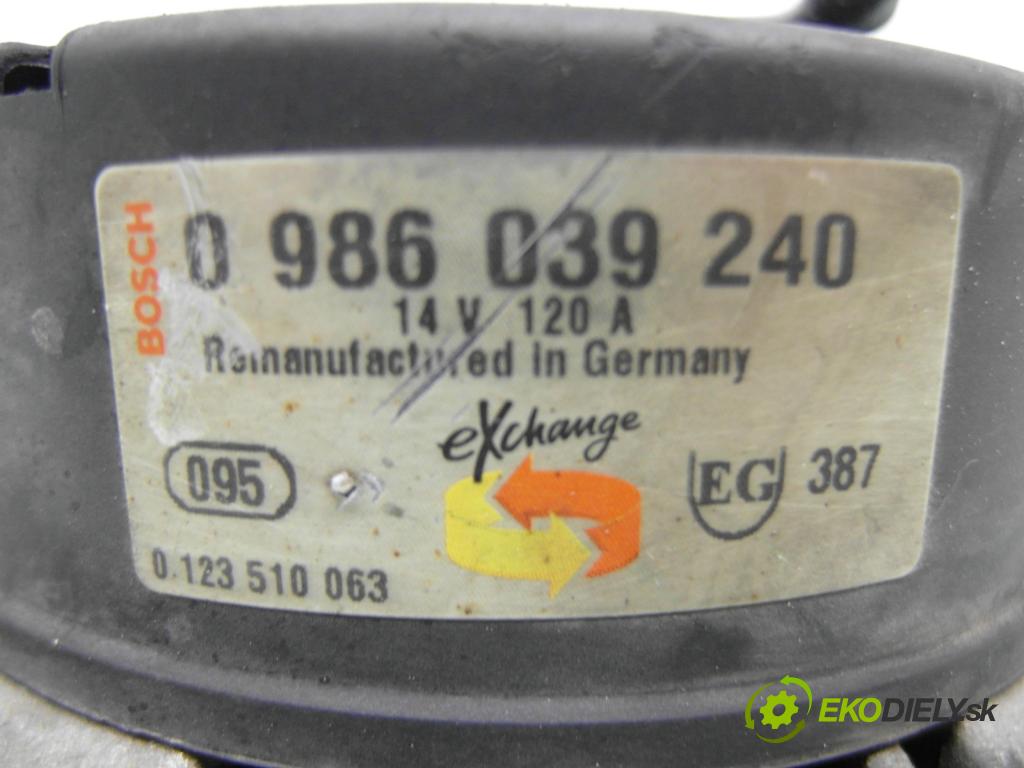 BOSCH
0 986 039 240
14 V 120 A
Remanufactured in Germany
eXchange
095
EG 387
0.123 510 063
EKODIELY.sk